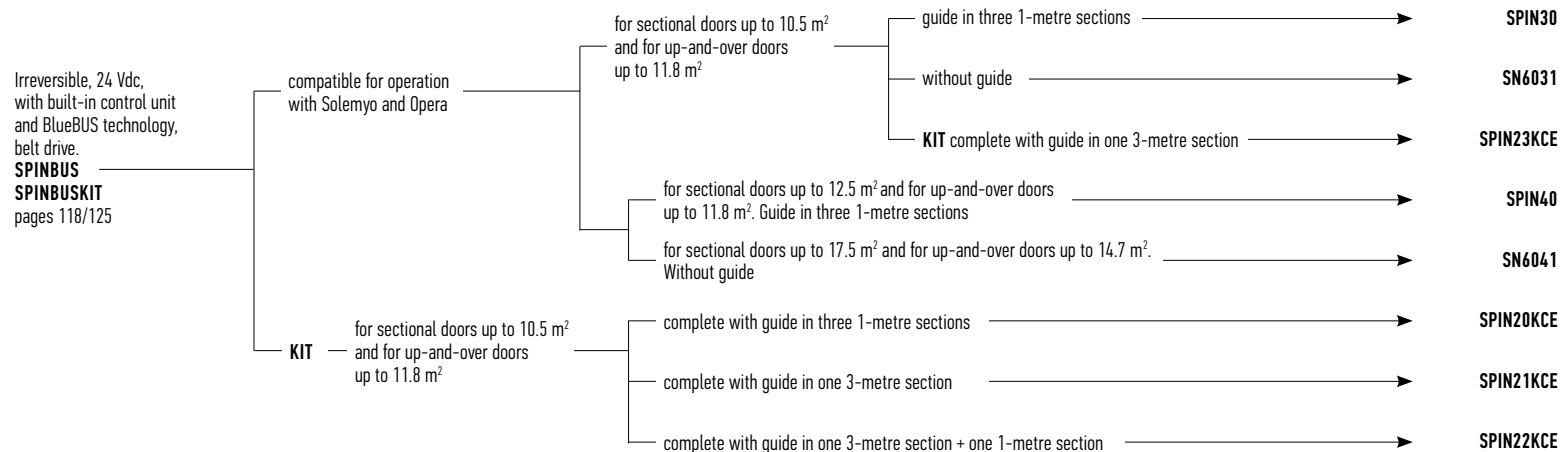 Irreversible, 24 Vdc,
with built-in control unit
and BlueBUS technology,
belt drive.
SPINBUS
SPINBUSKIT
pages 118/125
compatible for operation
with Solemyo and Opera
for sectional doors up to 10.5 m²
and for up-and-over doors
up to 11.8 m²
guide in three 1-metre sections
SPIN30
without guide
SN6031
KIT complete with guide in one 3-metre section
SPIN23KCE
for sectional doors up to 12.5 m² and for up-and-over doors
up to 11.8 m². Guide in three 1-metre sections
SPIN40
for sectional doors up to 17.5 m² and for up-and-over doors up to 14.7 m².
Without guide
SN6041
KIT
for sectional doors up to 10.5 m²
and for up-and-over doors
up to 11.8 m²
complete with guide in three 1-metre sections
SPIN20KCE
complete with guide in one 3-metre section
SPIN21KCE
complete with guide in one 3-metre section + one 1-metre section
SPIN22KCE